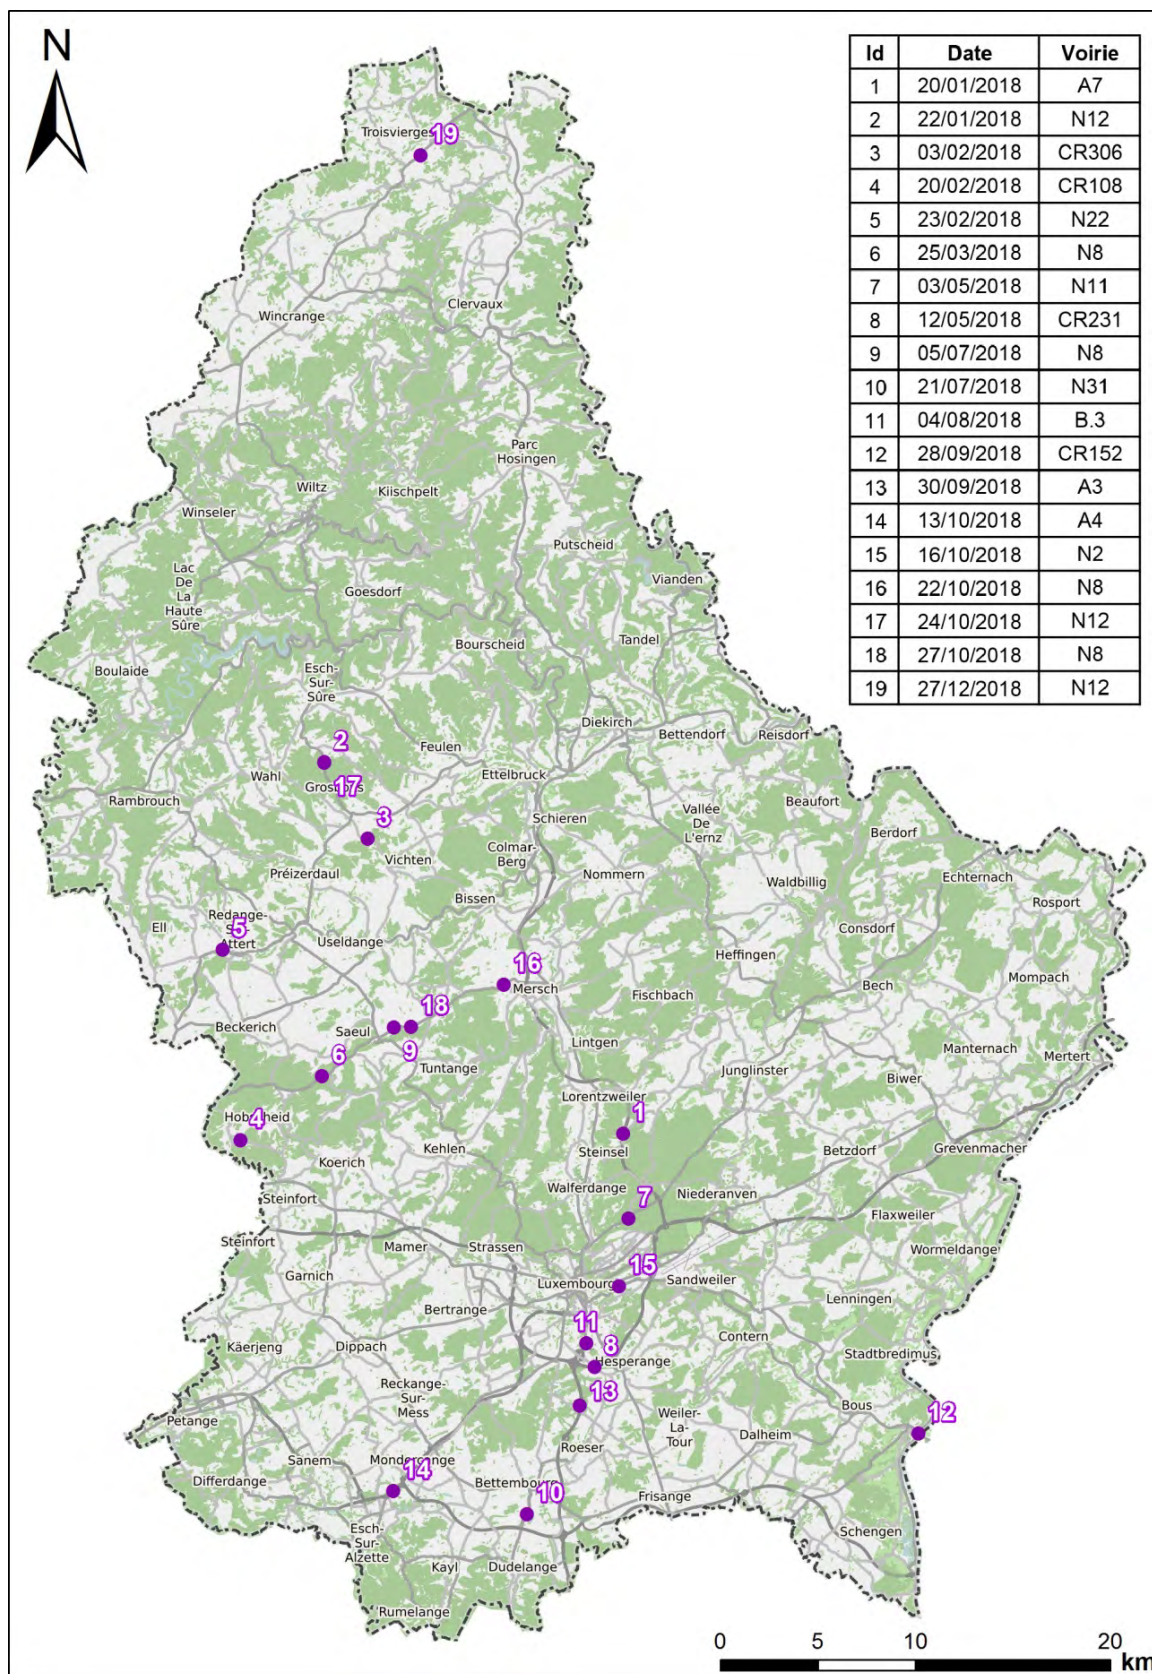 N
Id Date Voirie
1 20/01/2018 A7
2 22/01/2018 N12
3 03/02/2018 CR306
4 20/02/2018 CR108
5 23/02/2018 N22
6 25/03/2018 N8
7 03/05/2018 N11
8 12/05/2018 CR231
9 05/07/2018 N8
10 21/07/2018 N31
11 04/08/2018 B.3
12 28/09/2018 CR152
13 30/09/2018 A3
14 13/10/2018 A4
15 16/10/2018 N2
16 22/10/2018 N8
17 24/10/2018 N12
18 27/10/2018 N8
19 27/12/2018 N12
Troisvierges
19
Clervaux
Wincrange
Parc
Hosingen
Wiltz
Kiischpelt
Winseler
Putscheid
Vianden
Lac
De
La
Haute
Sûre
Goesdorf
Tandel
Bourscheid
Boulaide
Esch-
Sur-
Sûre
Diekirch
Bettendorf
Reisdorf
2
Feulen
Ettelbruck
Wahl
17
Rambrouch
Beaufort
Vallée
De
L'ernz
Schieren
3
Berdorf
Colmar-
Berg
Vichten
Préizerdaul
Nommern
Waldbillig
Echternach
Bissen
Rosport
Redange-
5
Attert
Ell
Useldange
Consdorf
Heffingen
16
Mersch
Fischbach
Bech
Mompach
18
Beckerich
Saeul
9
Lintgen
Manternach
Mertert
6
Tuntange
Junglinster
Biwer
Lorentzweiler
4
1
Steinsel
Kehlen
Koerich
Betzdorf
Grevenmacher
Steinfort
Walferdange
7
Niederanven
Flaxweiler
Steinfort
Mamer
Strassen
Wormeldange
Garnich
Luxembourg
15
Sandweiler
Lenningen
Bertrange
11
8
Contern
Käerjeng
Dippach
Hesperange
Stadtbredimus
Reckange-
Sur-
Mess
13
Bous
12
Petange
Weiler-
La-
Tour
Dalheim
Roeser
Sanem
14
Differdange
Bettembourg
10
Frisange
Esch-
Sur-
Alzette
Schengen
Kayl
Dudelange
Rumelange
0 5 10 20
km